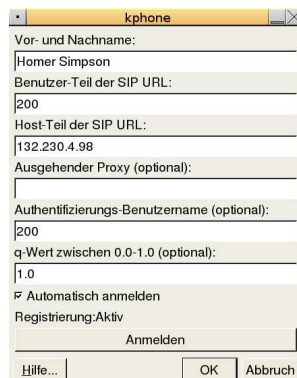 kphone
Vor- und Nachname:
Homer Simpson
Benutzer-Teil der SIP URL:
200
Host-Teil der SIP URL:
132.230.4.98
Ausgehender Proxy (optional):
Authentifizierungs-Benutzername (optional):
200
q-Wert zwischen 0.0-1.0 (optional):
1.0
Automatisch anmelden
Registrierung:Aktiv
Anmelden
Hilfe... OK Abbruch